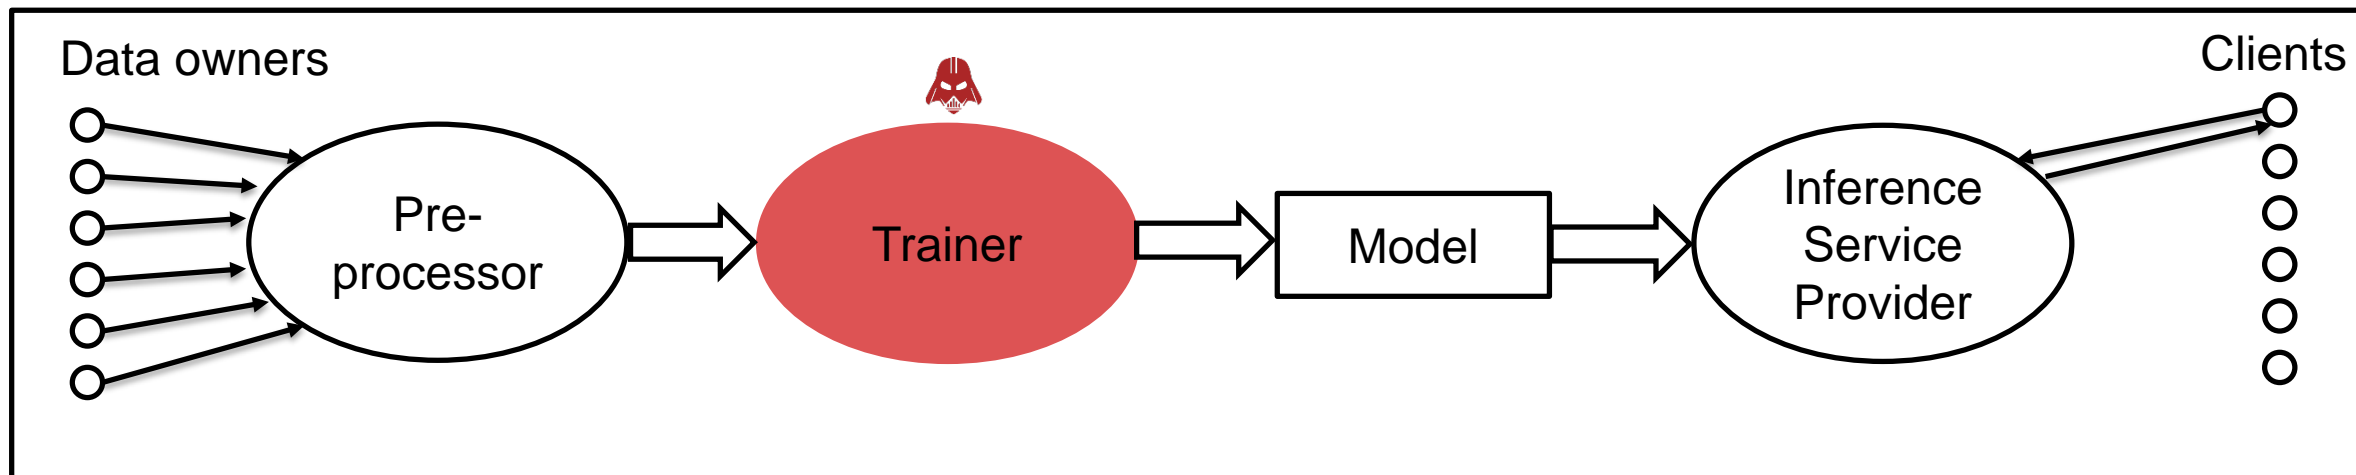 Data owners
Clients
Pre-
processor
Trainer
Model
Inference
Service
Provider